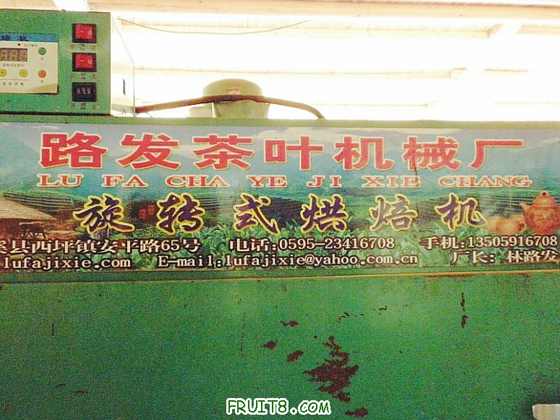 路发茶叶机械厂
LU FA CHA YE JI XIE CHANG
旋转式烘焙机
县西坪镇安平路65号 电话:0595-23416708 手机:13505916708
lufajixie.com E-mail:lufajixie@yahoo.com.cn 厂长:林路发
FRUIT8.COM